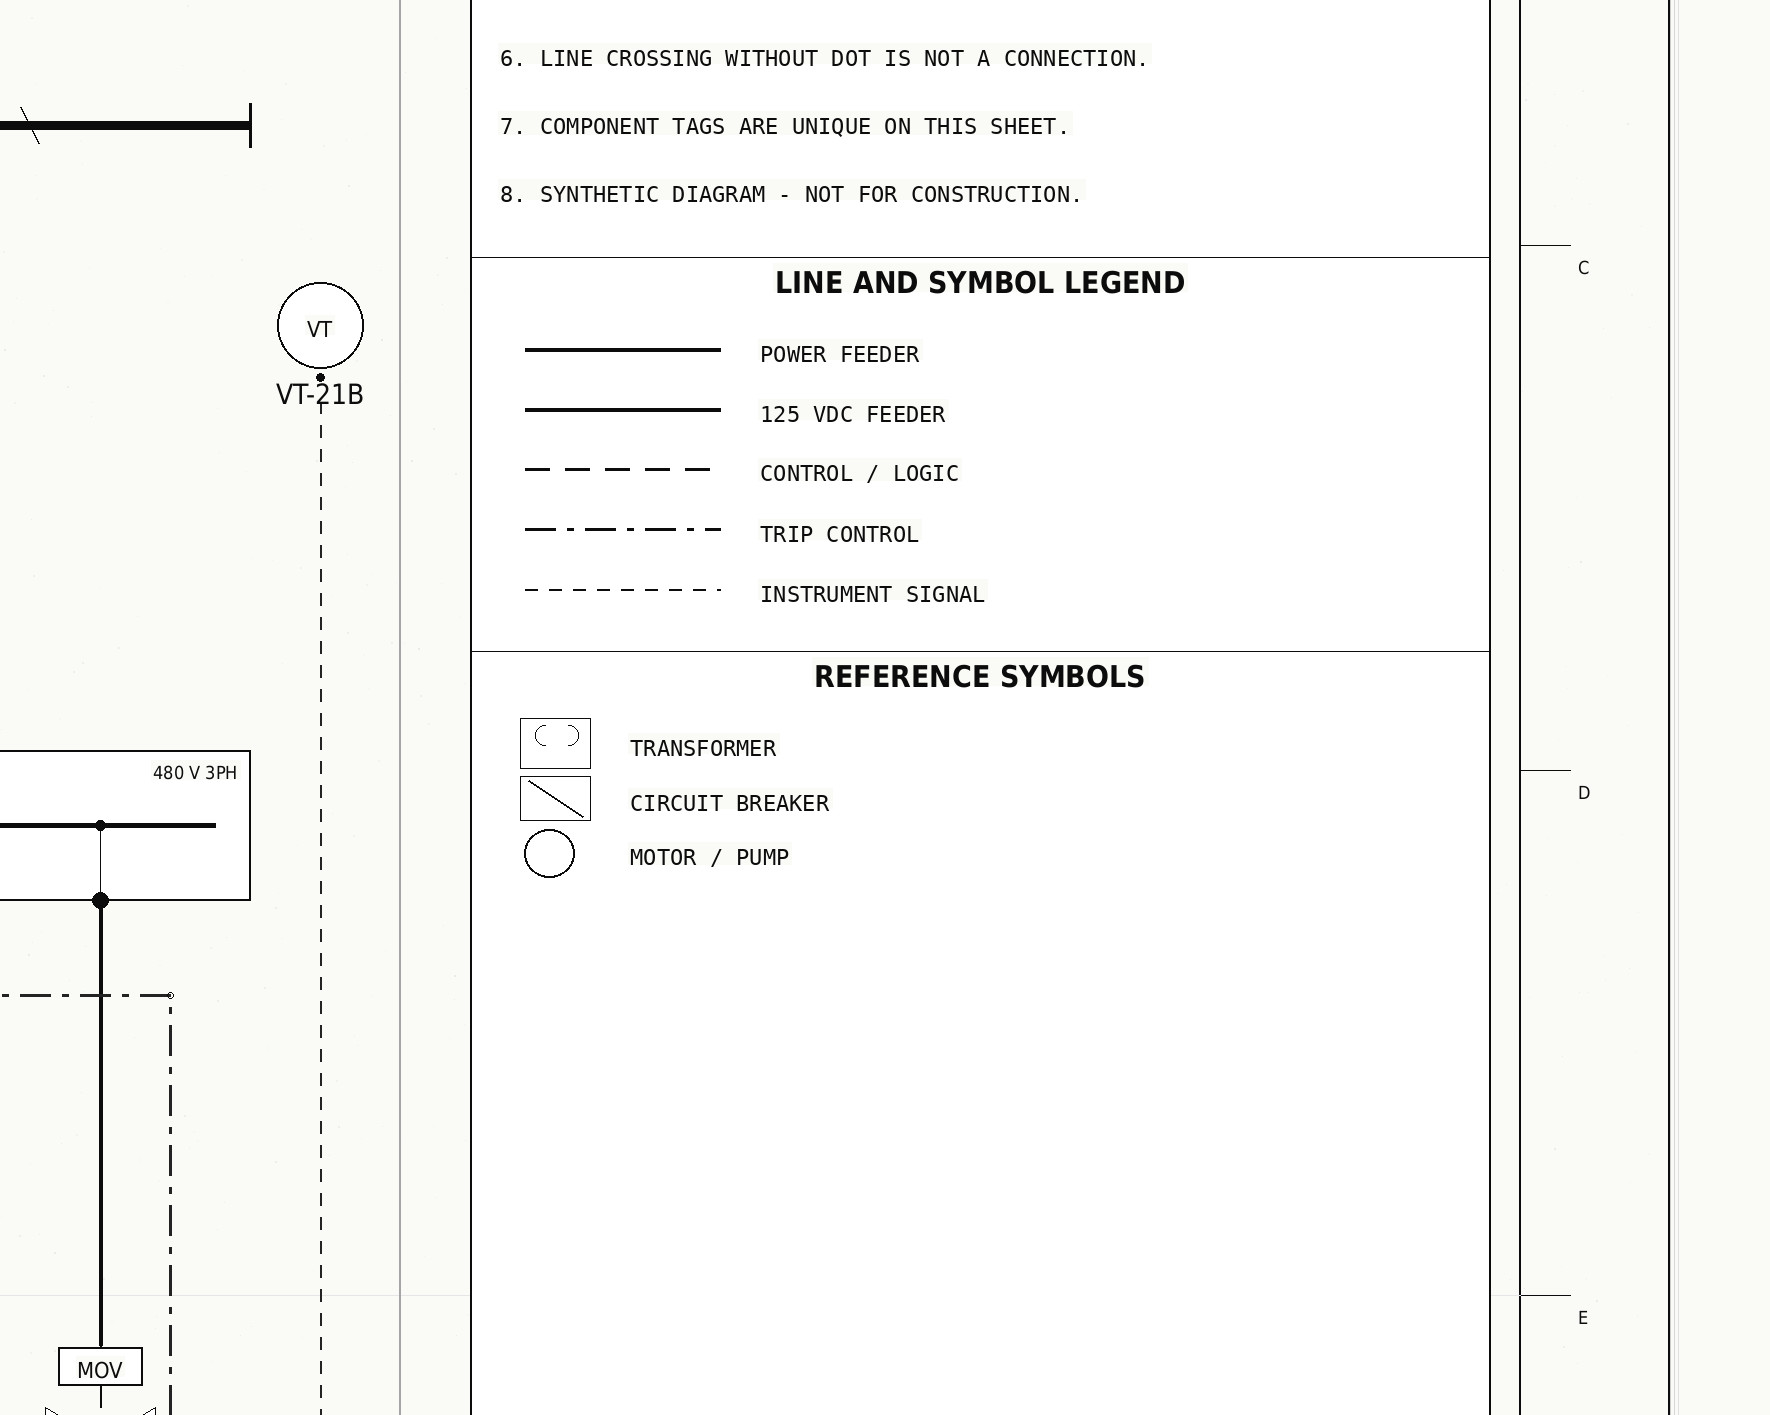 6. LINE CROSSING WITHOUT DOT IS NOT A CONNECTION.
7. COMPONENT TAGS ARE UNIQUE ON THIS SHEET.
8. SYNTHETIC DIAGRAM - NOT FOR CONSTRUCTION.
C
LINE AND SYMBOL LEGEND
VT
VT-21B
POWER FEEDER
125 VDC FEEDER
CONTROL / LOGIC
TRIP CONTROL
INSTRUMENT SIGNAL
REFERENCE SYMBOLS
TRANSFORMER
CIRCUIT BREAKER
MOTOR / PUMP
480 V 3PH
D
E
MOV